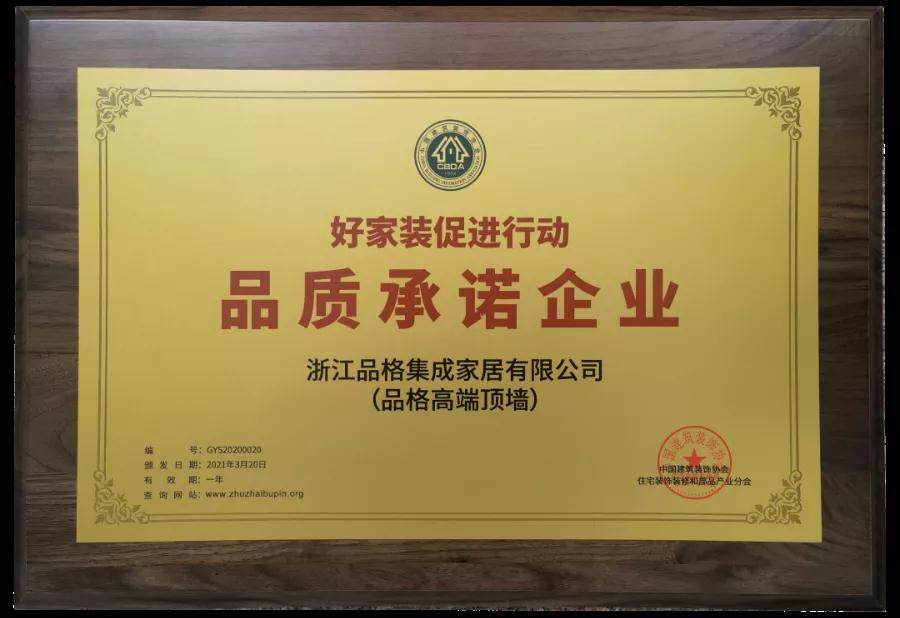 CBDA
好家装促进行动
品质承诺企业
浙江品格集成家居有限公司
（品格高端顶墙）
编 号：GYS20200020
颁发日期：2021年3月20日
有 效 期：一年
查询网站：www.zhuzhaibupin.org
中国建筑装饰协会
住宅装饰装修和部品产业分会